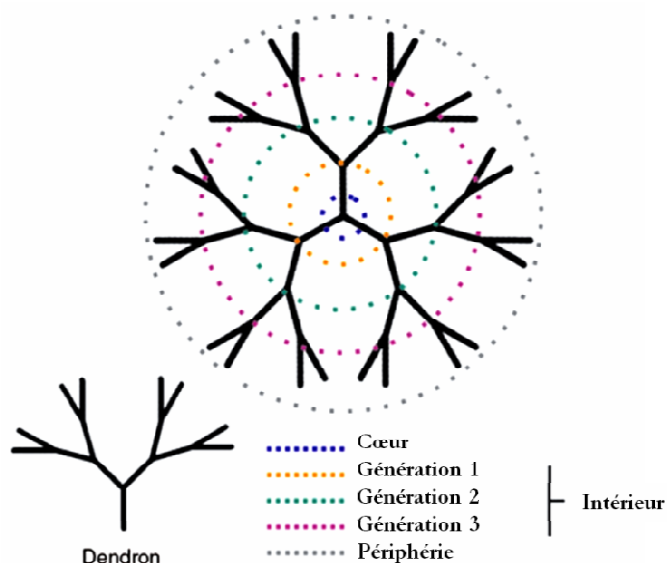 Cœur
Génération 1
Génération 2
Génération 3
Périphérie
Intérieur
Dendron